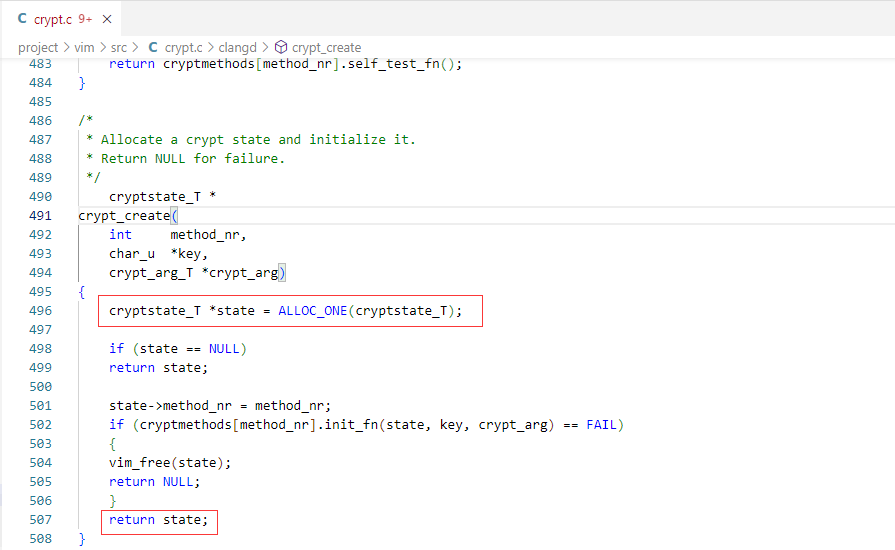 C crypt.c 9+ ×
project > vim > src > C crypt.c > clangd > crypt_create
483 return cryptmethods[method_nr].self_test_fn();
484 }
485
486 /*
487 * Allocate a crypt state and initialize it.
488 * Return NULL for failure.
489 */
490 cryptstate_T *
491 crypt_create(
492 int method_nr,
493 char_u *key,
494 crypt_arg_T *crypt_arg)
495 {
496 cryptstate_T *state = ALLOC_ONE(cryptstate_T);
497
498 if (state == NULL)
499 return state;
500
501 state->method_nr = method_nr;
502 if (cryptmethods[method_nr].init_fn(state, key, crypt_arg) == FAIL)
503 {
504 vim_free(state);
505 return NULL;
506 }
507 return state;
508 }